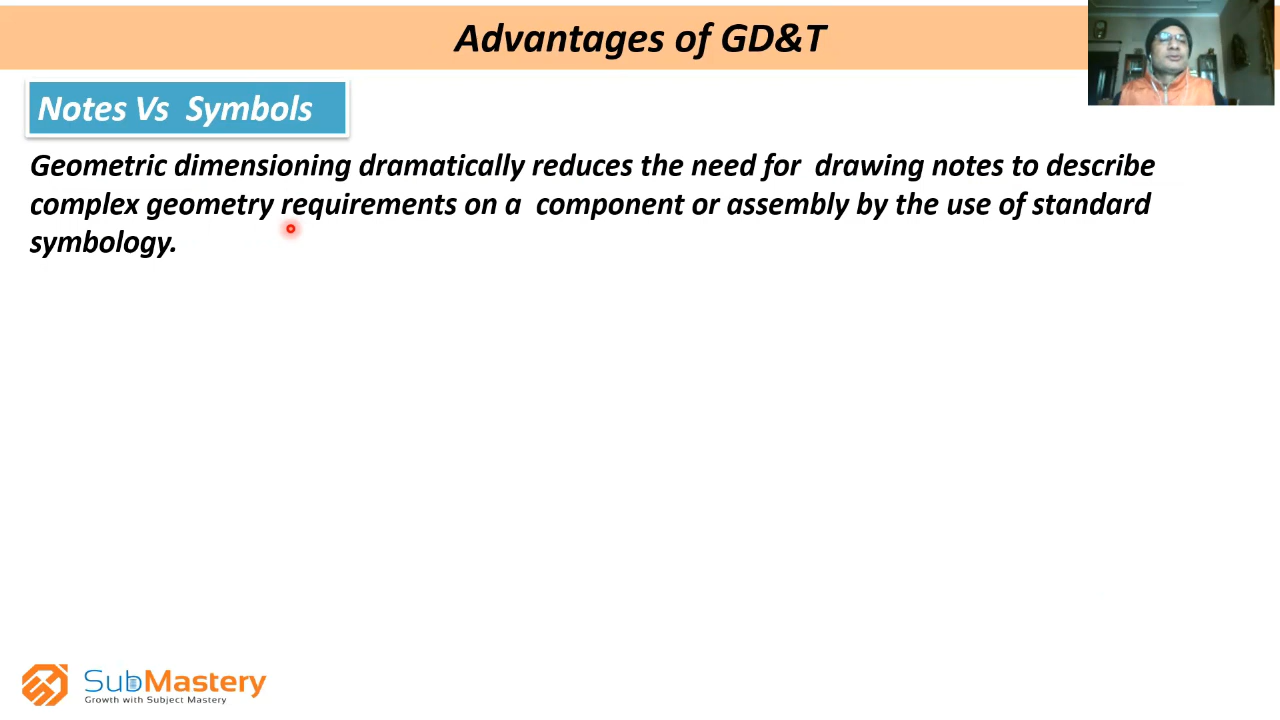 Advantages of GD&T
Notes Vs Symbols
Geometric dimensioning dramatically reduces the need for drawing notes to describe
complex geometry requirements on a component or assembly by the use of standard
symbology.
SubMastery
Growth with Subject Mastery